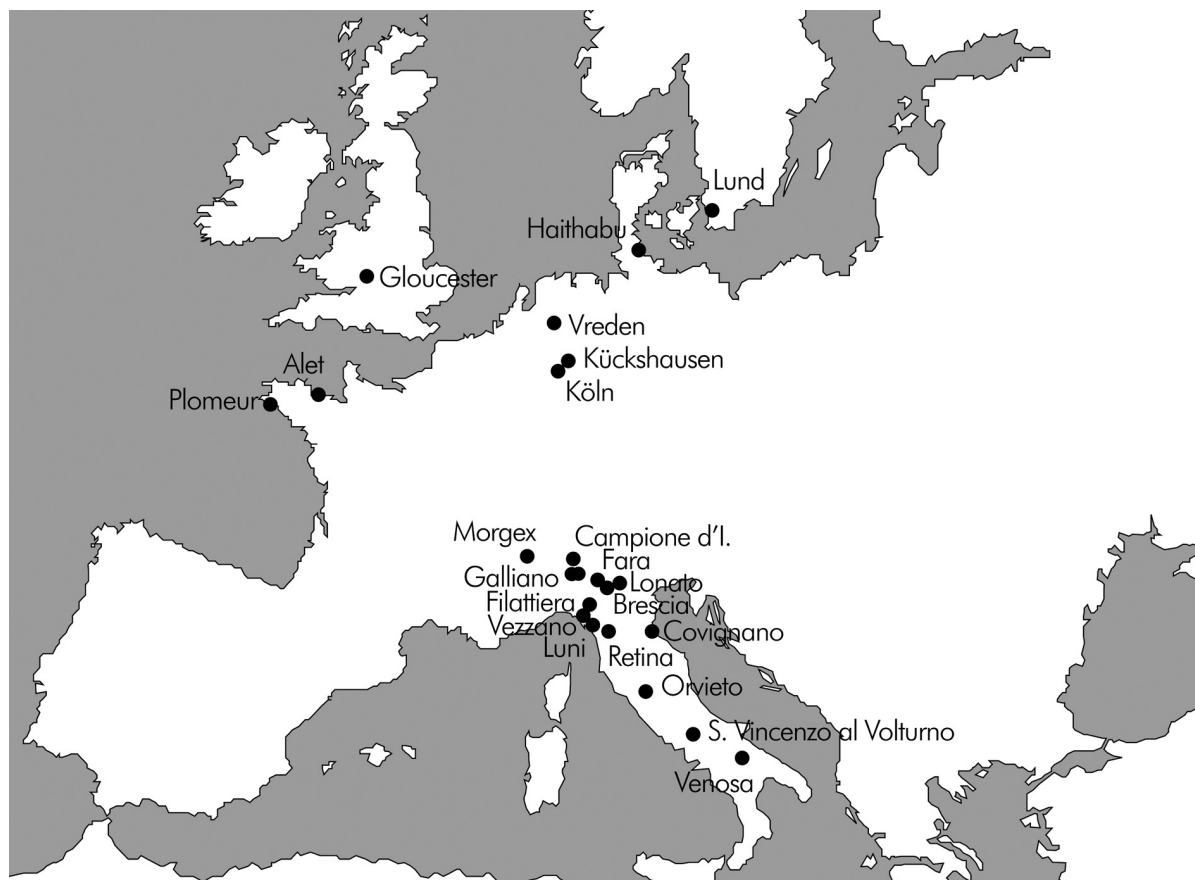 Lund
Haithabu
Gloucester
Vreden
Kückshausen
Alet
Köln
Plomeur
Morgex
Campione d'I.
Fara
Galliano
Lonato
Filattiera
Brescia
Vezzano
Covignano
Luni
Retina
Orvieto
S. Vincenzo al Volturno
Venosa